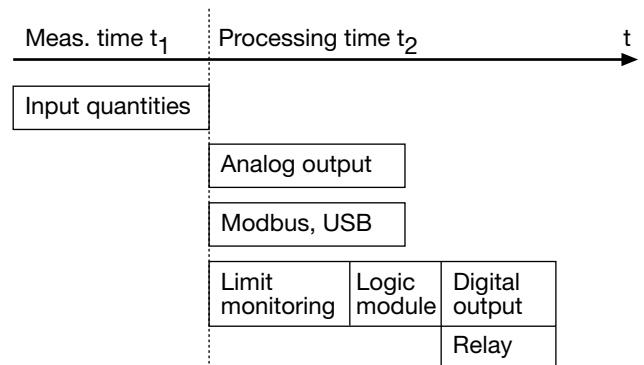 Meas. time t1 Processing time t2 t
Input quantities
Analog output
Modbus, USB
Limit monitoring
Logic module
Digital output
Relay